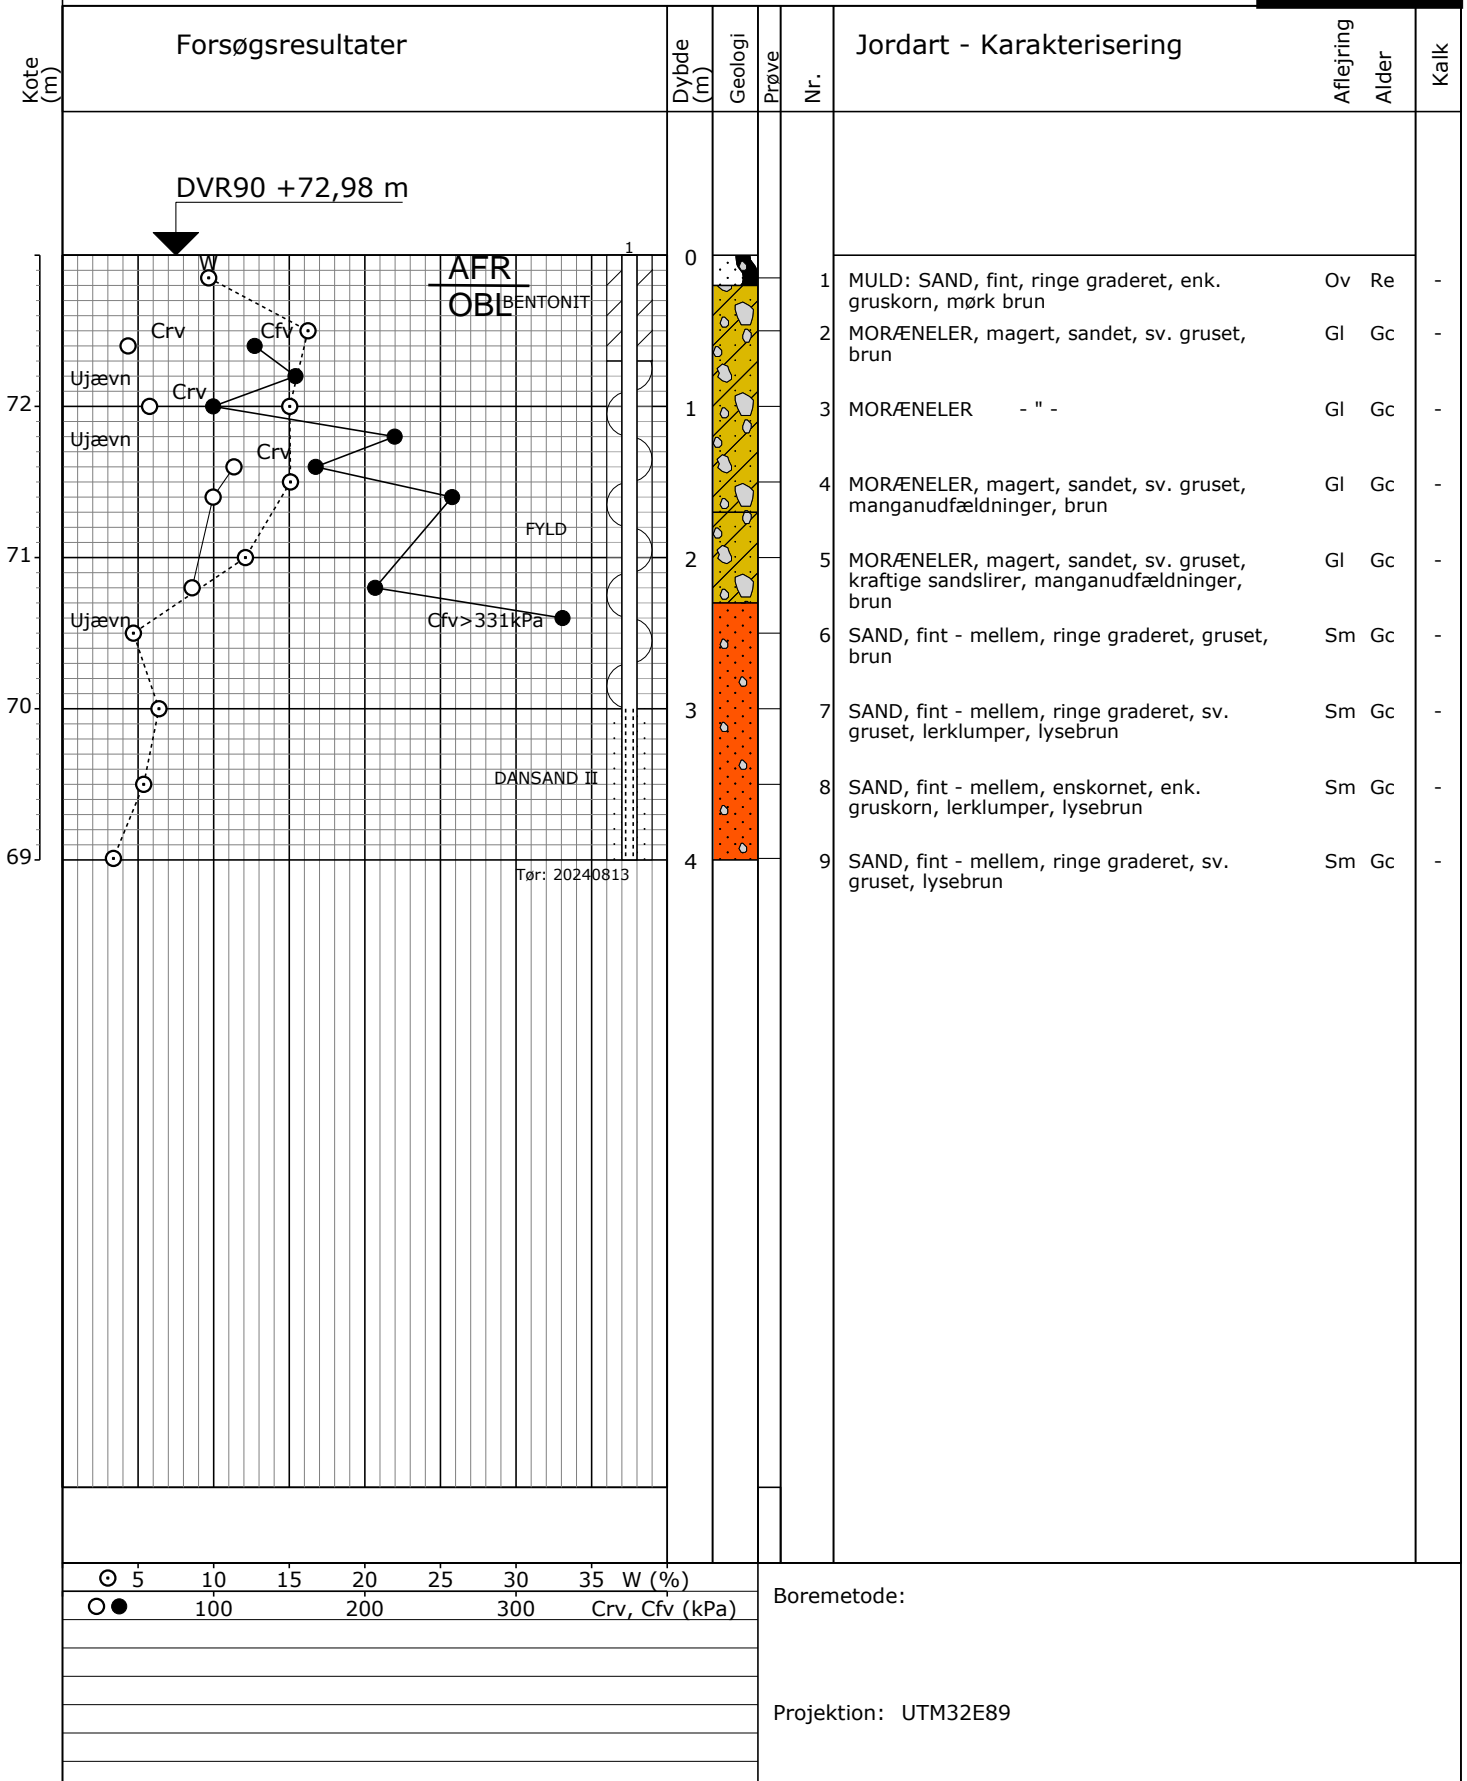 Kote (m)
Forsøgsresultater
Dybde (m)
Geologi
Prøve
Nr.
Jordart - Karakterisering
Aflejring
Alder
Kalk
DVR90 +72,98 m
1
W
AFR
OBL
BENTONIT
0
1 MULD: SAND, fint, ringe graderet, enk. Ov Re -
gruskorn, mørk brun
Crv
Cfv
2 MORÆNELER, magert, sandet, sv. gruset, Gl Gc -
brun
Ujævn
Crv
72
1
3 MORÆNELER - " - Gl Gc -
Ujævn
Crv
4 MORÆNELER, magert, sandet, sv. gruset, Gl Gc -
manganudfældninger, brun
FYLD
71
2
5 MORÆNELER, magert, sandet, sv. gruset, Gl Gc -
kraftige sandslirer, manganudfældninger,
brun
Ujævn
Cfv>331kPa
6 SAND, fint - mellem, ringe graderet, gruset, Sm Gc -
brun
70
3
7 SAND, fint - mellem, ringe graderet, sv. Sm Gc -
gruset, lerklumper, lysebrun
DANSAND II
8 SAND, fint - mellem, enskornet, enk. Sm Gc -
gruskorn, lerklumper, lysebrun
69
4
9 SAND, fint - mellem, ringe graderet, sv. Sm Gc -
gruset, lysebrun
Tør: 20240813
5 10 15 20 25 30 35 W (%)
100 200 300 Crv, Cfv (kPa)
Boremetode:
Projektion: UTM32E89